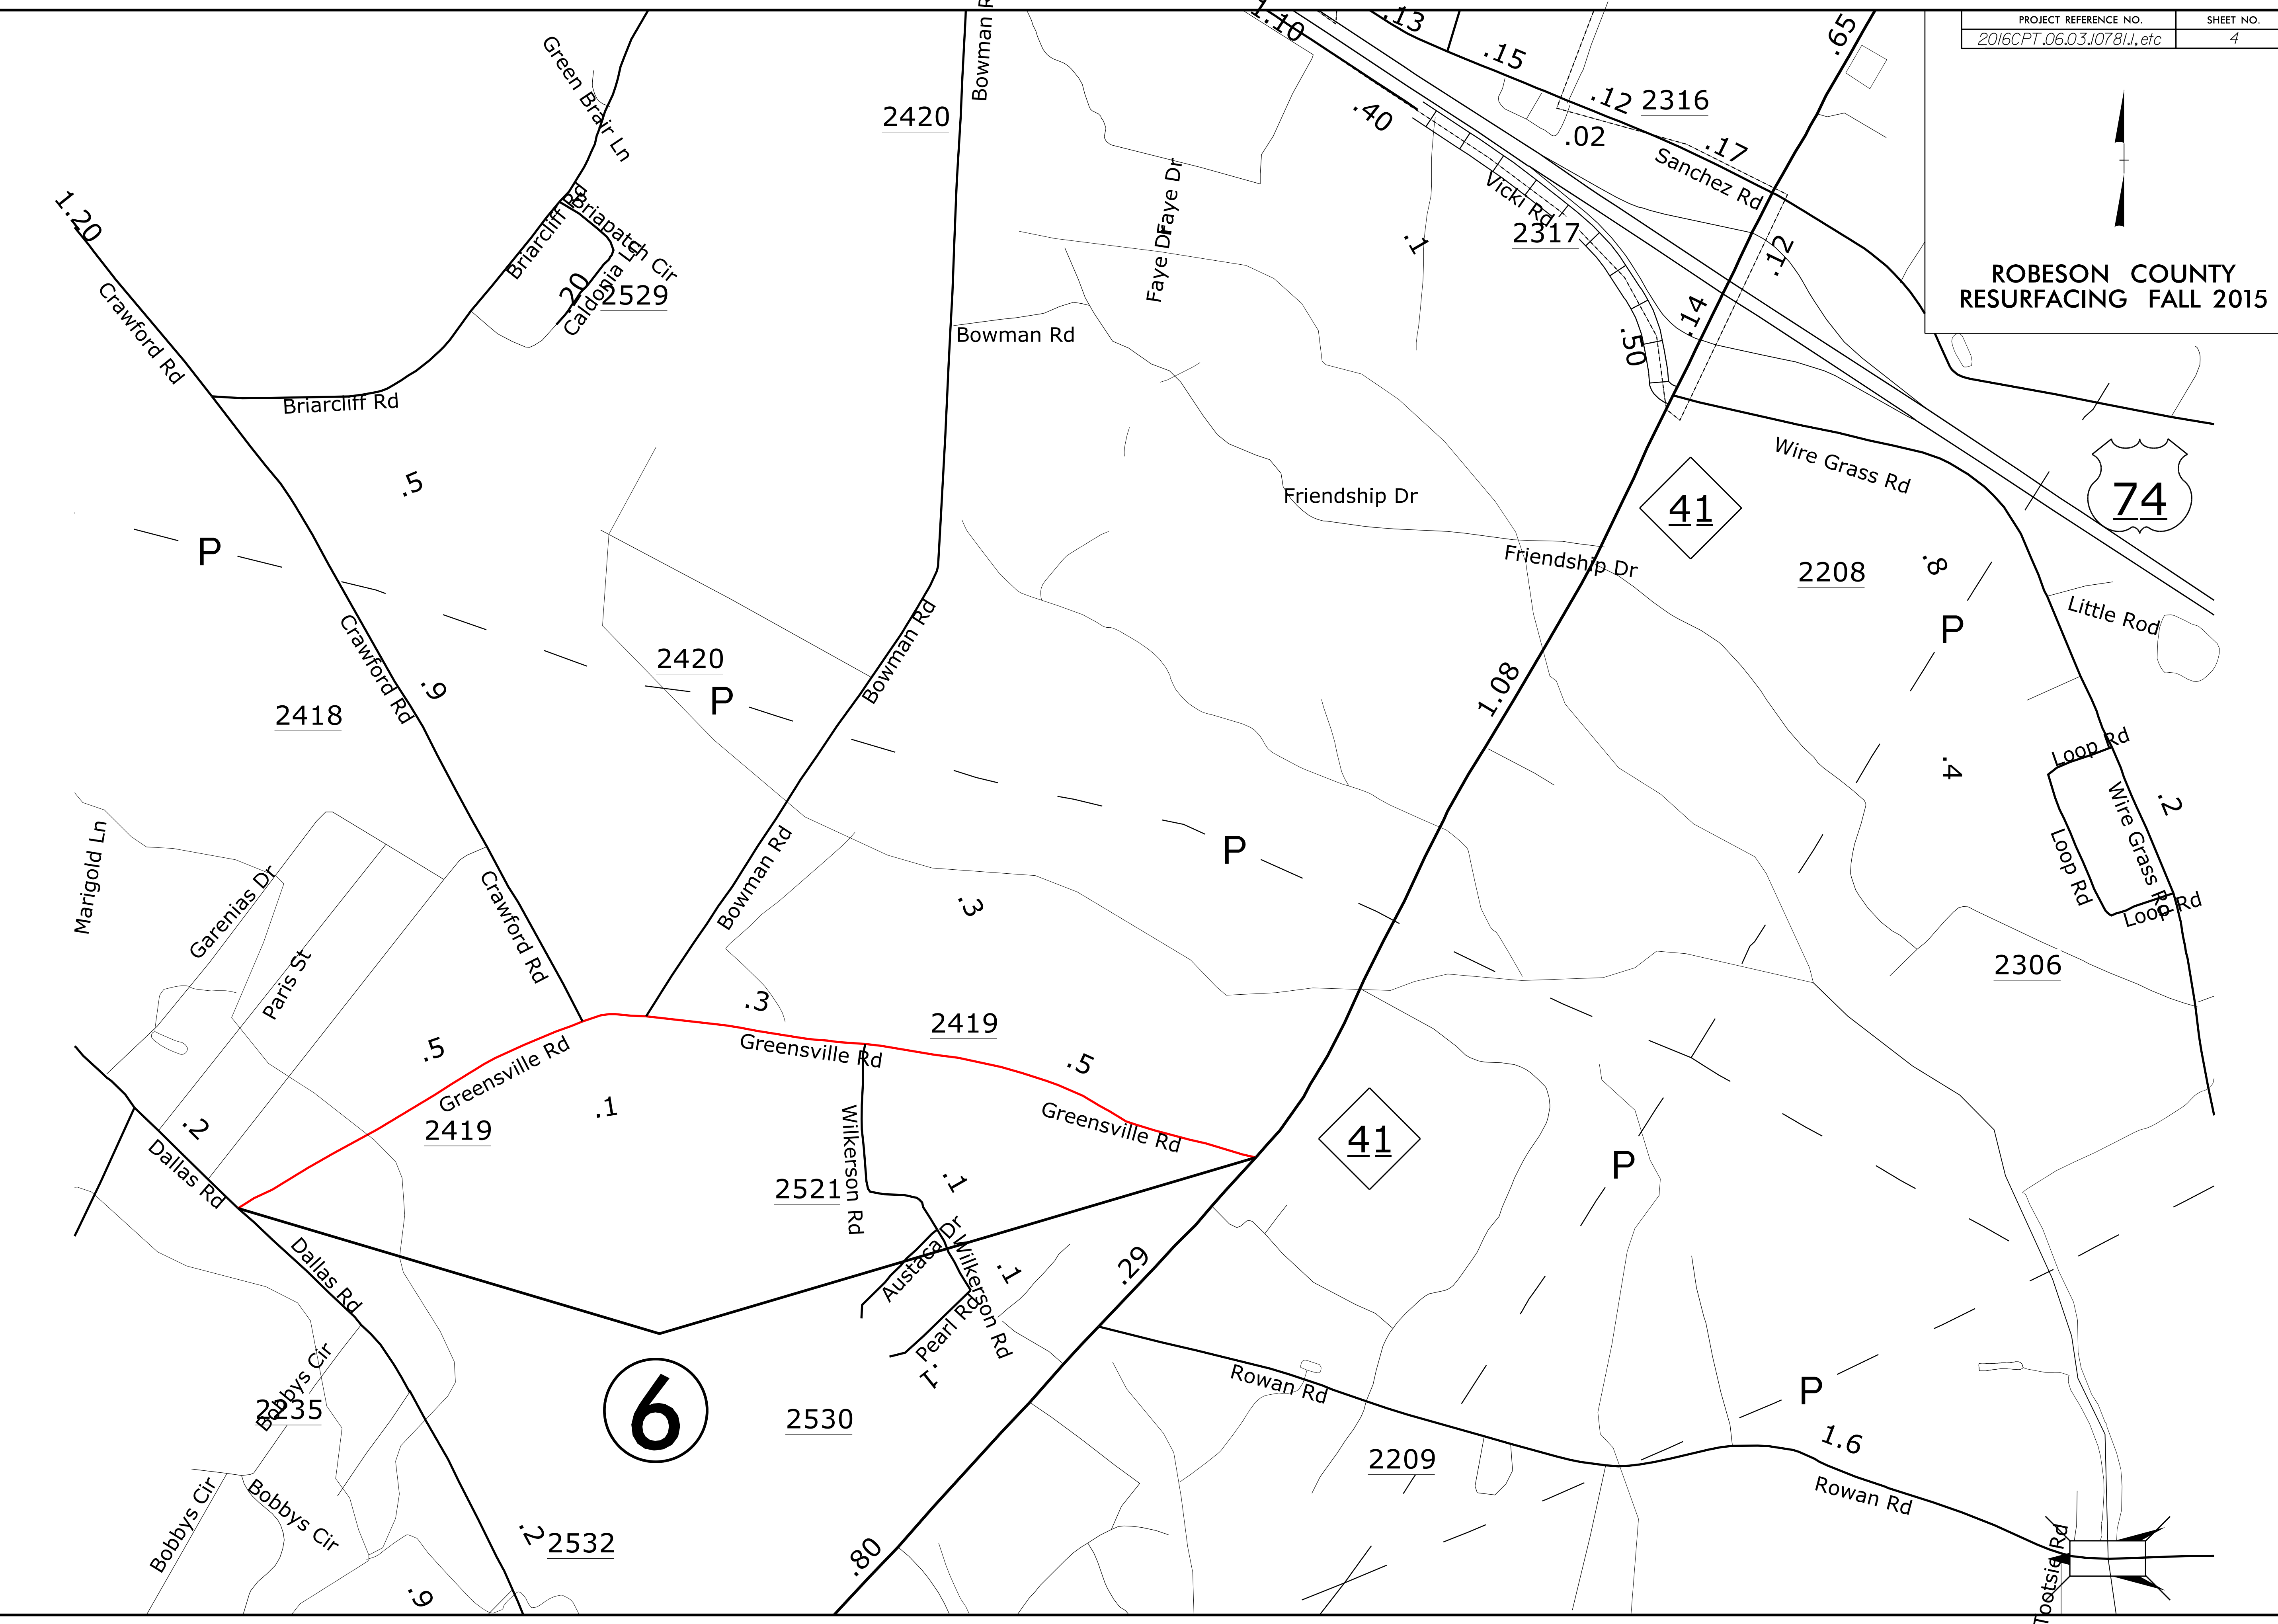 PROJECT REFERENCE NO.
SHEET NO.
2016CPT.06.03.10781.1, etc
4
ROBESON COUNTY
RESURFACING FALL 2015
1.10
.13
.15
.65
Bowman R
Green Brair Ln
2420
.40
.12
2316
.02
.17
Sanchez Rd
Vicki Rd
2317
.12
.14
.50
.1
Faye Dr
Faye Dr
1.20
Briarcliff Rd
Briapatch Cir
Caldonia Ln
.20
2529
Crawford Rd
Briarcliff Rd
Bowman Rd
.5
Friendship Dr
Friendship Dr
41
Wire Grass Rd
74
2208
.8
Little Rod
P
P
Crawford Rd
.9
2418
2420
P
Bowman Rd
1.08
Loop Rd
.4
.2
Wire Grass Rd
Loop Rd
Loop Rd
P
Marigold Ln
Garenias Dr
Paris St
Crawford Rd
Bowman Rd
.3
.3
2306
2419
.5
Greensville Rd
Greensville Rd
.5
Greensville Rd
2419
.1
.2
Dallas Rd
Wilkerson Rd
2521
.1
41
P
Dallas Rd
Austaca Dr
Wilkerson Rd
.1
Pearl Rd
.1
.29
Bobbys Cir
2235
6
2530
Rowan Rd
P
1.6
2209
Rowan Rd
Bobbys Cir
Bobbys Cir
.2
2532
.9
.80
Tootsie Rd